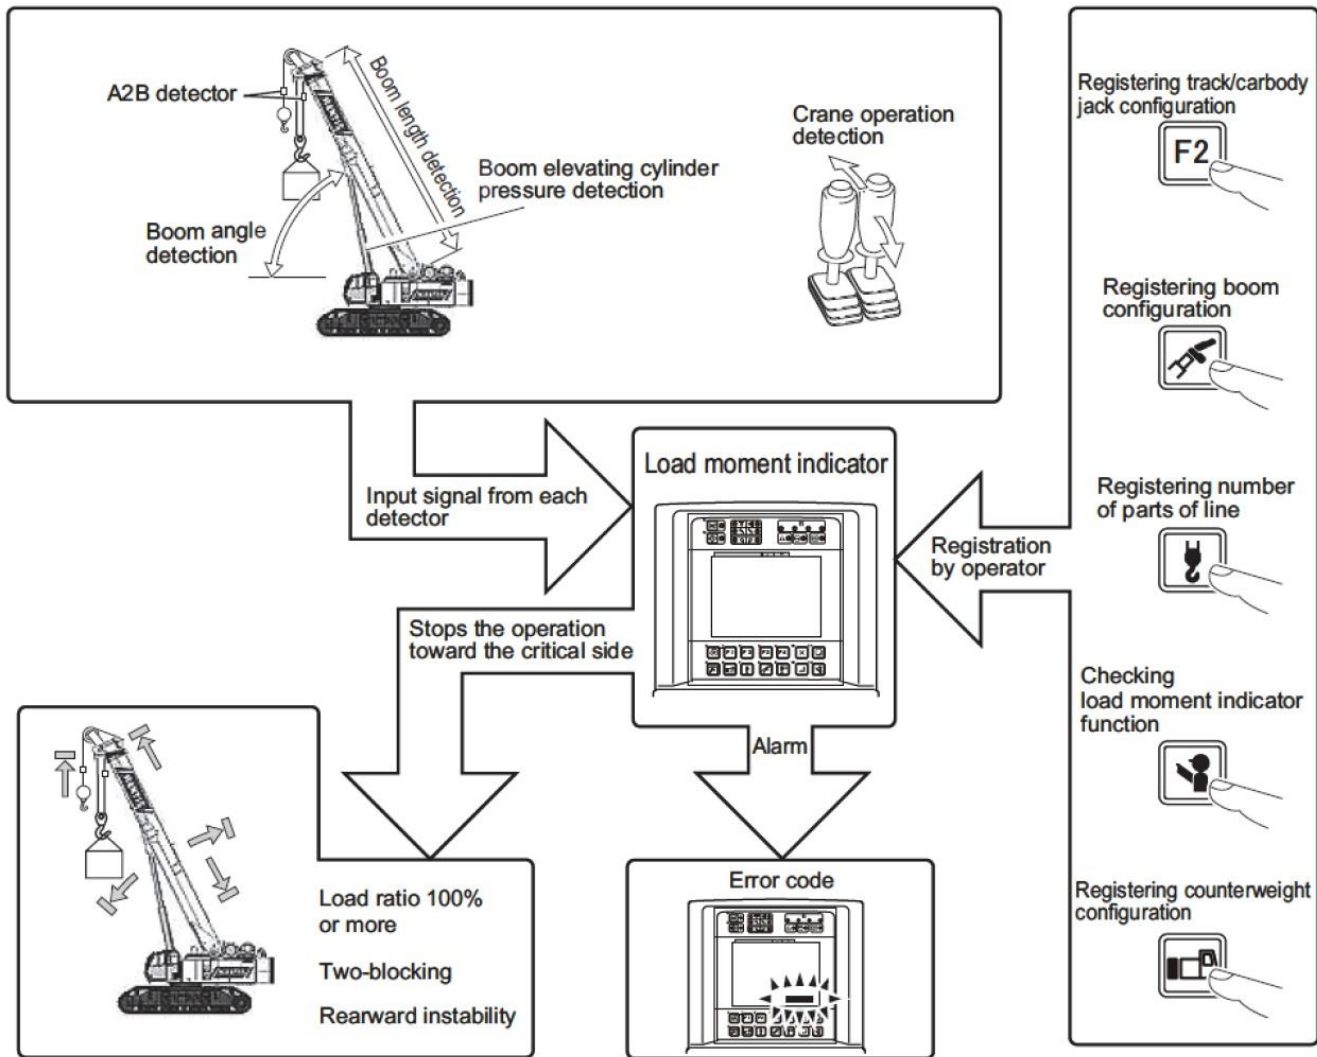 A2B detector
Boom length detection
Boom elevating cylinder
pressure detection
Boom angle
detection
Crane operation
detection
Registering track/carbody
jack configuration
F2
Registering boom
configuration
Registering number
of parts of line
Checking
load moment indicator
function
Registering counterweight
configuration
Input signal from each
detector
Load moment indicator
Registration
by operator
Stops the operation
toward the critical side
Alarm
Load ratio 100%
or more
Two-blocking
Rearward instability
Error code